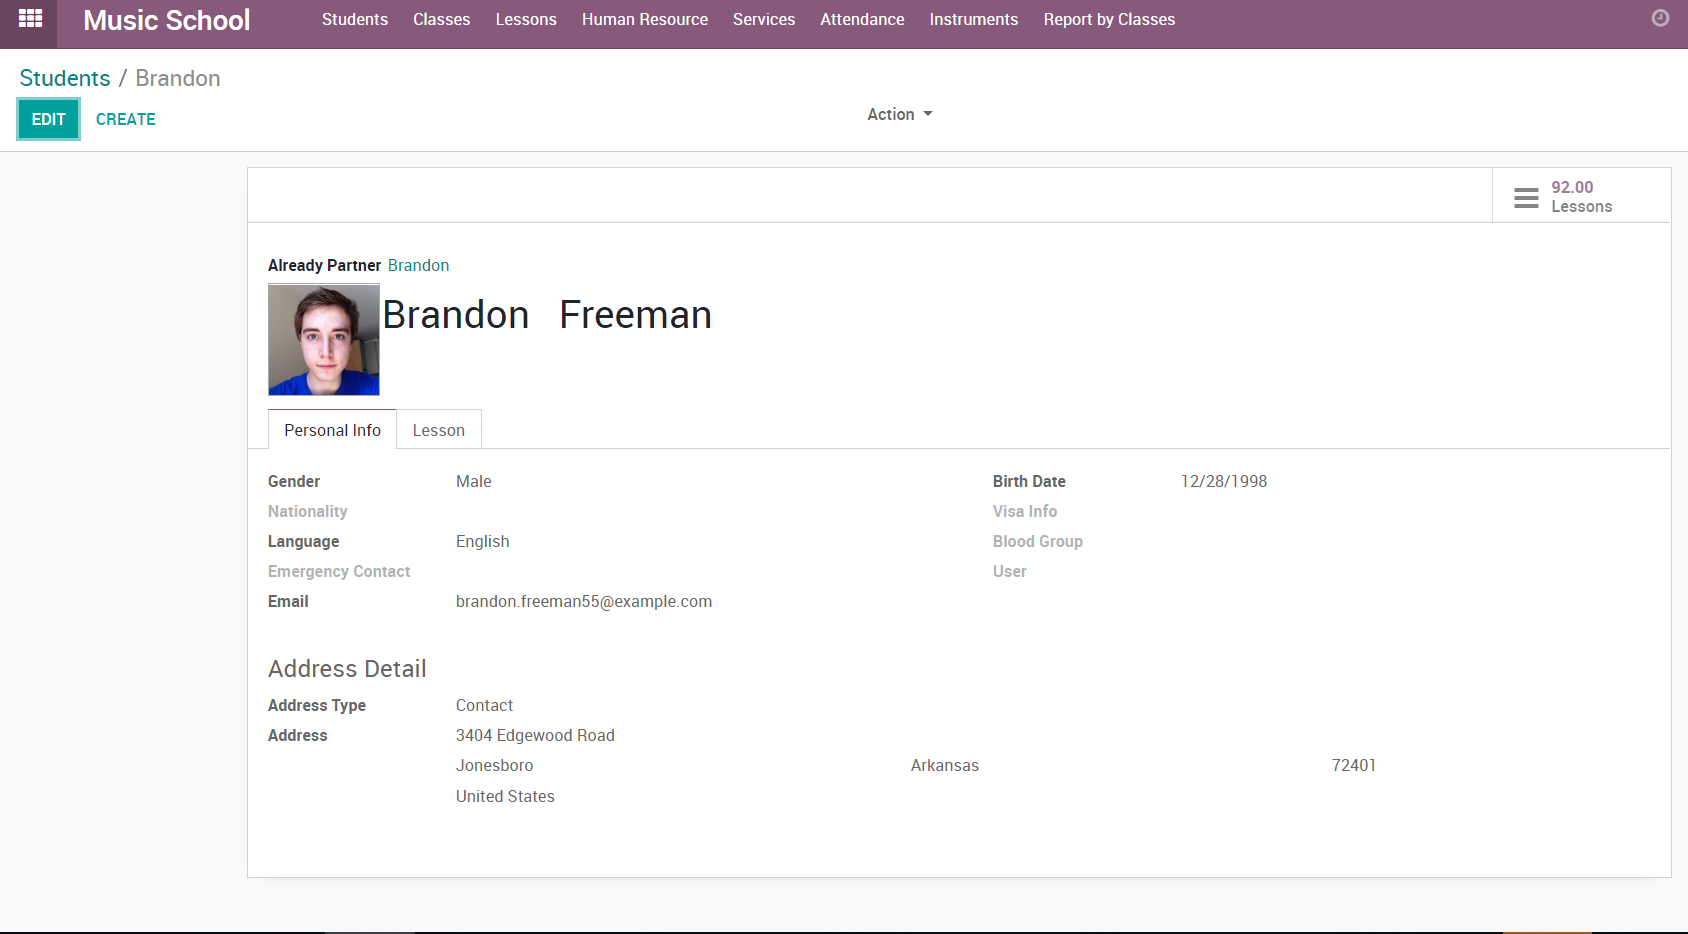 Music School Students Classes Lessons Human Resource Services Attendance Instruments Report by Classes
Students / Brandon
EDIT CREATE Action
92.00
Lessons
Already Partner Brandon
Brandon Freeman
Personal Info Lesson
Gender Male Birth Date 12/28/1998
Nationality Visa Info
Language English Blood Group
Emergency Contact User
Email brandon.freeman55@example.com
Address Detail
Address Type Contact
Address 3404 Edgewood Road
Jonesboro Arkansas 72401
United States